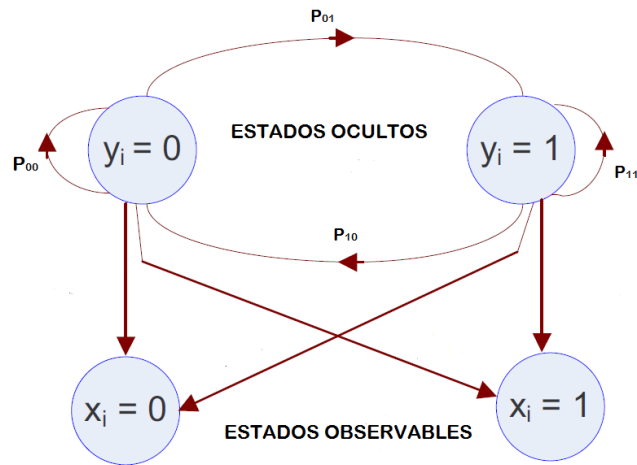 P01
yi = 0
ESTADOS OCULTOS
yi = 1
P00
P11
P10
xi = 0
xi = 1
ESTADOS OBSERVABLES